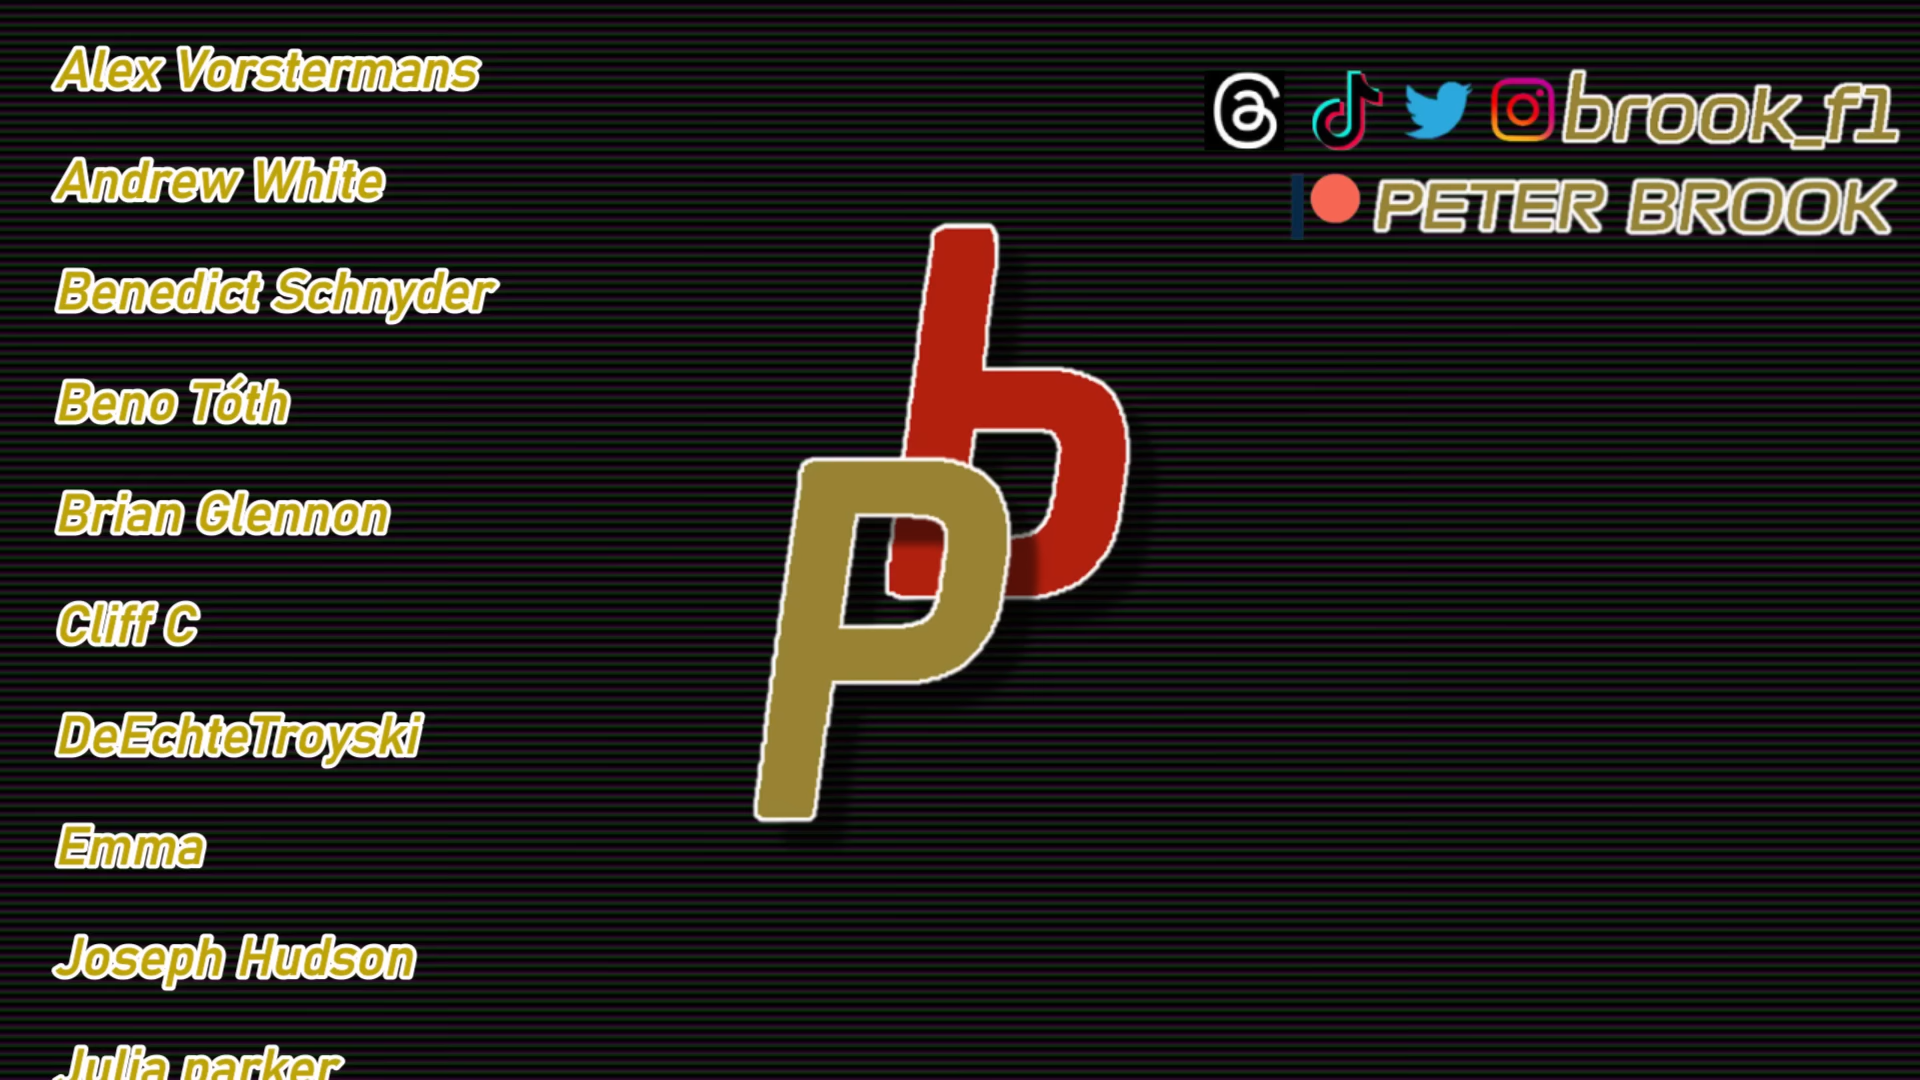 Alex Vorstermans
Andrew White
Benedict Schnyder
Beno Tóth
Brian Glennon
Cliff C
DeEchteTroyski
Emma
Joseph Hudson
Julia parker
brook_f1
PETER BROOK
b
P